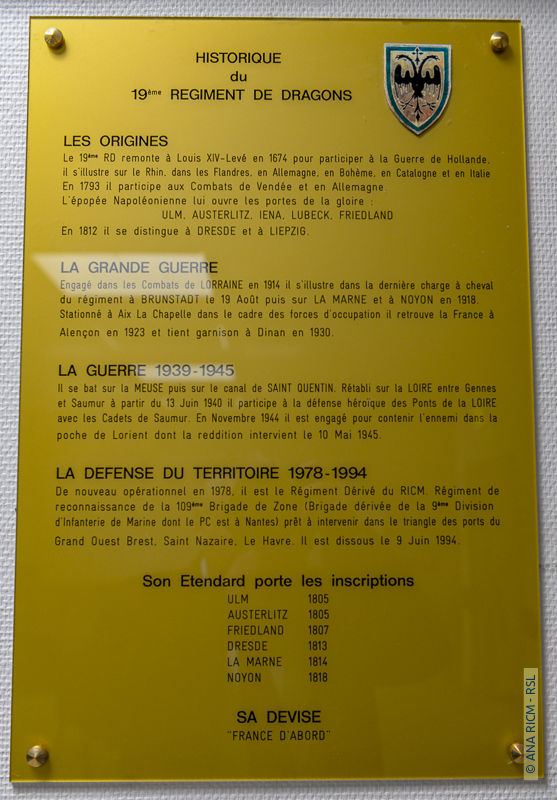 HISTORIQUE
du
19ème REGIMENT DE DRAGONS
LES ORIGINES
Le 19ème RD remonte à Louis XIV-Levé en 1674 pour participer à la Guerre de Hollande,
il s'illustre sur le Rhin, dans les Flandres, en Allemagne, en Bohème, en Catalogne et en Italie
En 1793 il participe aux Combats de Vendée et en Allemagne.
L'épopée Napoléonienne lui ouvre les portes de la gloire :
ULM, AUSTERLITZ, IENA, LUBECK, FRIEDLAND
En 1812 il se distingue à DRESDE et à LIEPZIG.
LA GRANDE GUERRE
Engagé dans les Combats de LORRAINE en 1914 il s'illustre dans la dernière charge à cheval
du régiment à BRUNSTADT le 19 Août puis sur LA MARNE et à NOYON en 1918.
Stationné à Aix La Chapelle dans le cadre des forces d'occupation il retrouve la France à
Alençon en 1923 et tient garnison à Dinan en 1930.
LA GUERRE 1939-1945
Il se bat sur la MEUSE puis sur le canal de SAINT QUENTIN. Rétabli sur la LOIRE entre Gennes
et Saumur à partir du 13 Juin 1940 il participe à la défense héroïque des Ponts de la LOIRE
avec les Cadets de Saumur. En Novembre 1944 il est engagé pour contenir l'ennemi dans la
poche de Lorient dont la reddition intervient le 10 Mai 1945.
LA DEFENSE DU TERRITOIRE 1978-1994
De nouveau opérationnel en 1978, il est le Régiment Dérivé du RICM. Régiment de
reconnaissance de la 109ème Brigade de Zone (Brigade dérivée de la 9ème Division
d'Infanterie de Marine dont le PC est à Nantes) prêt à intervenir dans le triangle des ports du
Grand Ouest Brest, Saint Nazaire, Le Havre. Il est dissous le 9 Juin 1994.
Son Etendard porte les inscriptions
ULM 1805
AUSTERLITZ 1805
FRIEDLAND 1807
DRESDE 1813
LA MARNE 1814
NOYON 1818
SA DEVISE
"FRANCE D'ABORD"
© ANA RICM - RSL